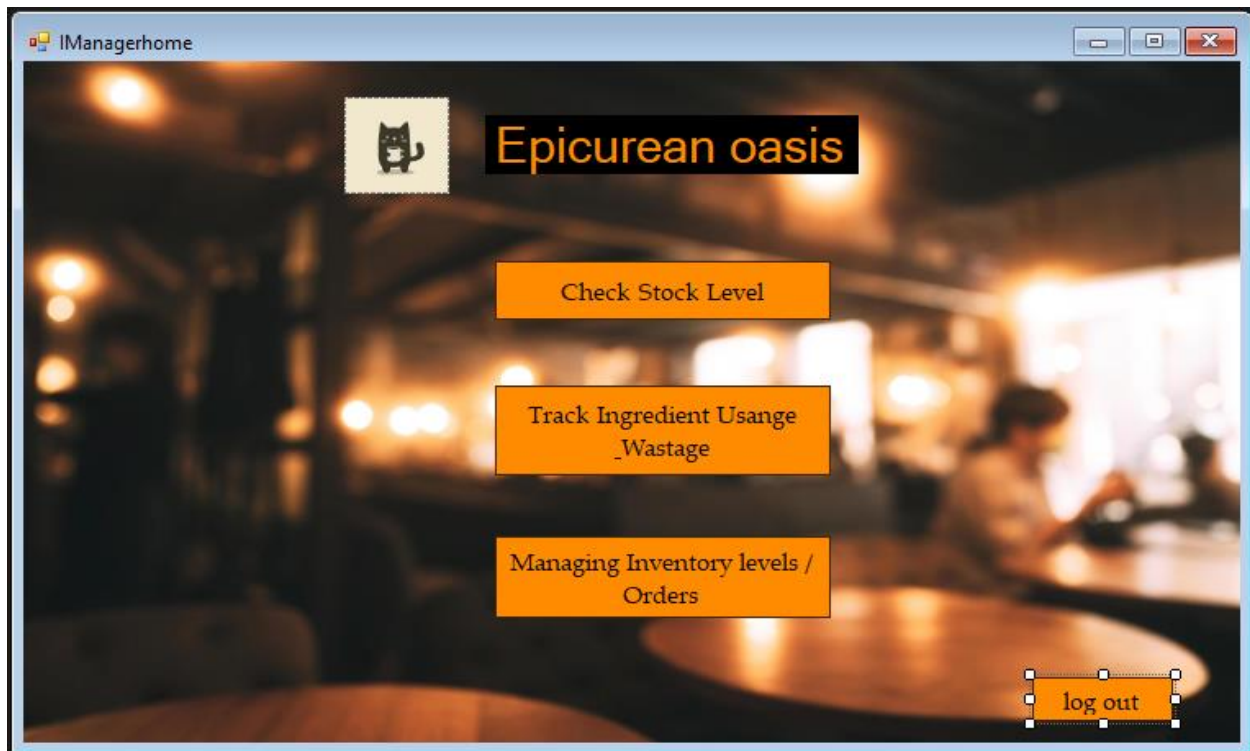 IManagerhome
Epicurean oasis
Check Stock Level
Track Ingredient Usange
_Wastage
Managing Inventory levels /
Orders
log out